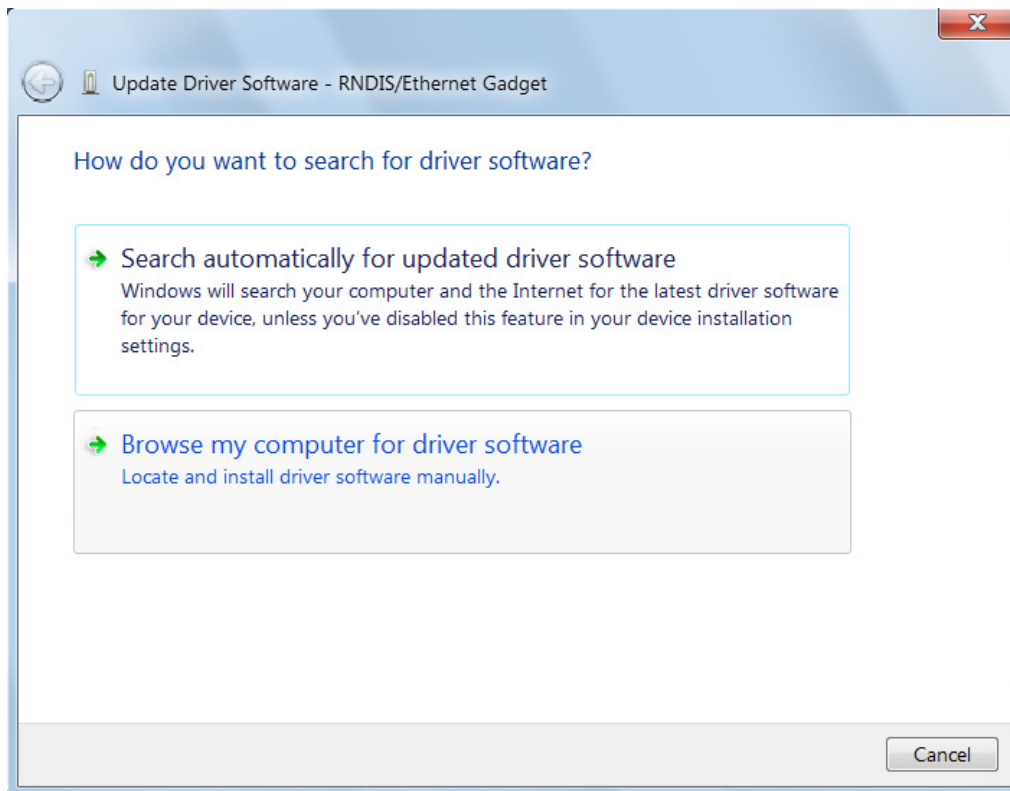 X
Update Driver Software - RNDIS/Ethernet Gadget
How do you want to search for driver software?
Search automatically for updated driver software
Windows will search your computer and the Internet for the latest driver software
for your device, unless you've disabled this feature in your device installation
settings.
Browse my computer for driver software
Locate and install driver software manually.
Cancel